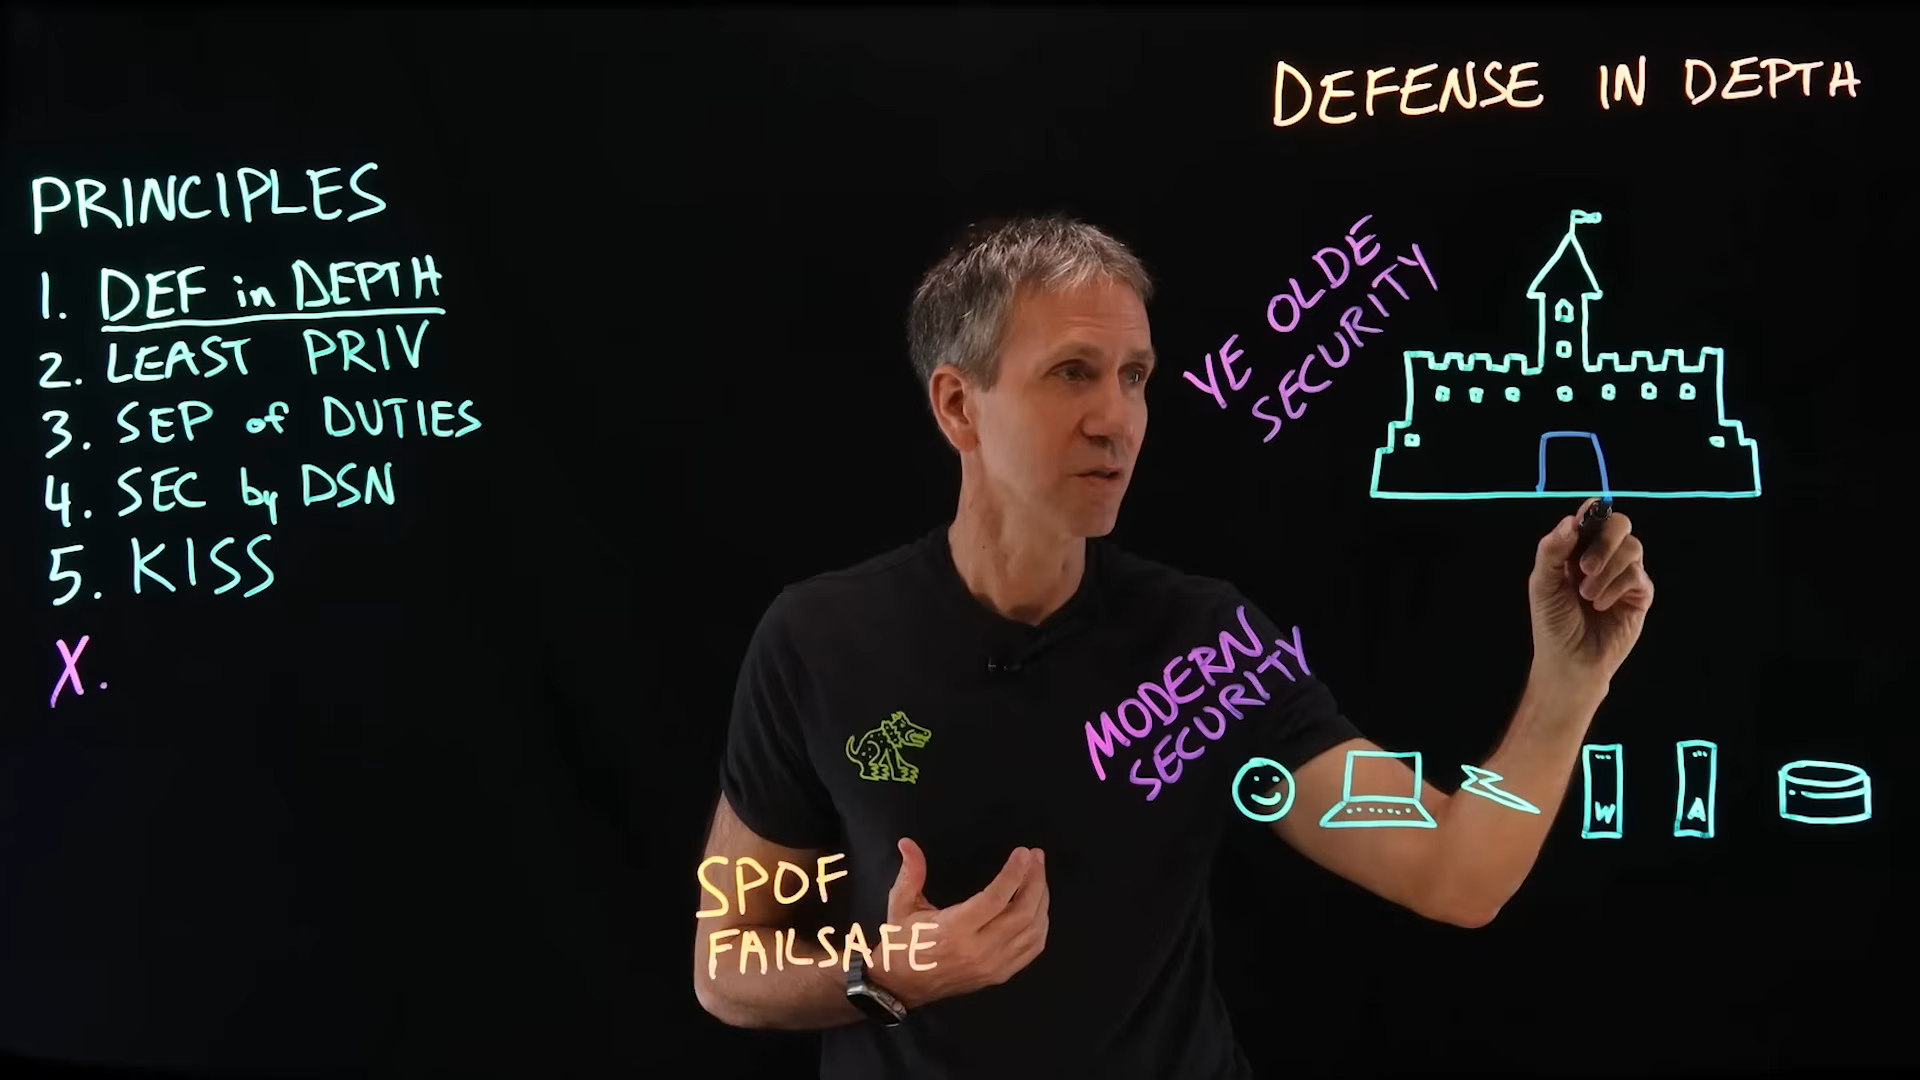 DEFENSE IN DEPTH
PRINCIPLES
1. DEF in DEPTH
2. LEAST PRIV
3. SEP of DUTIES
4. SEC by DSN
5. KISS
X.
YE OLDE
SECURITY
MODERN
SECURITY
W
A
SPOF
FAILSAFE